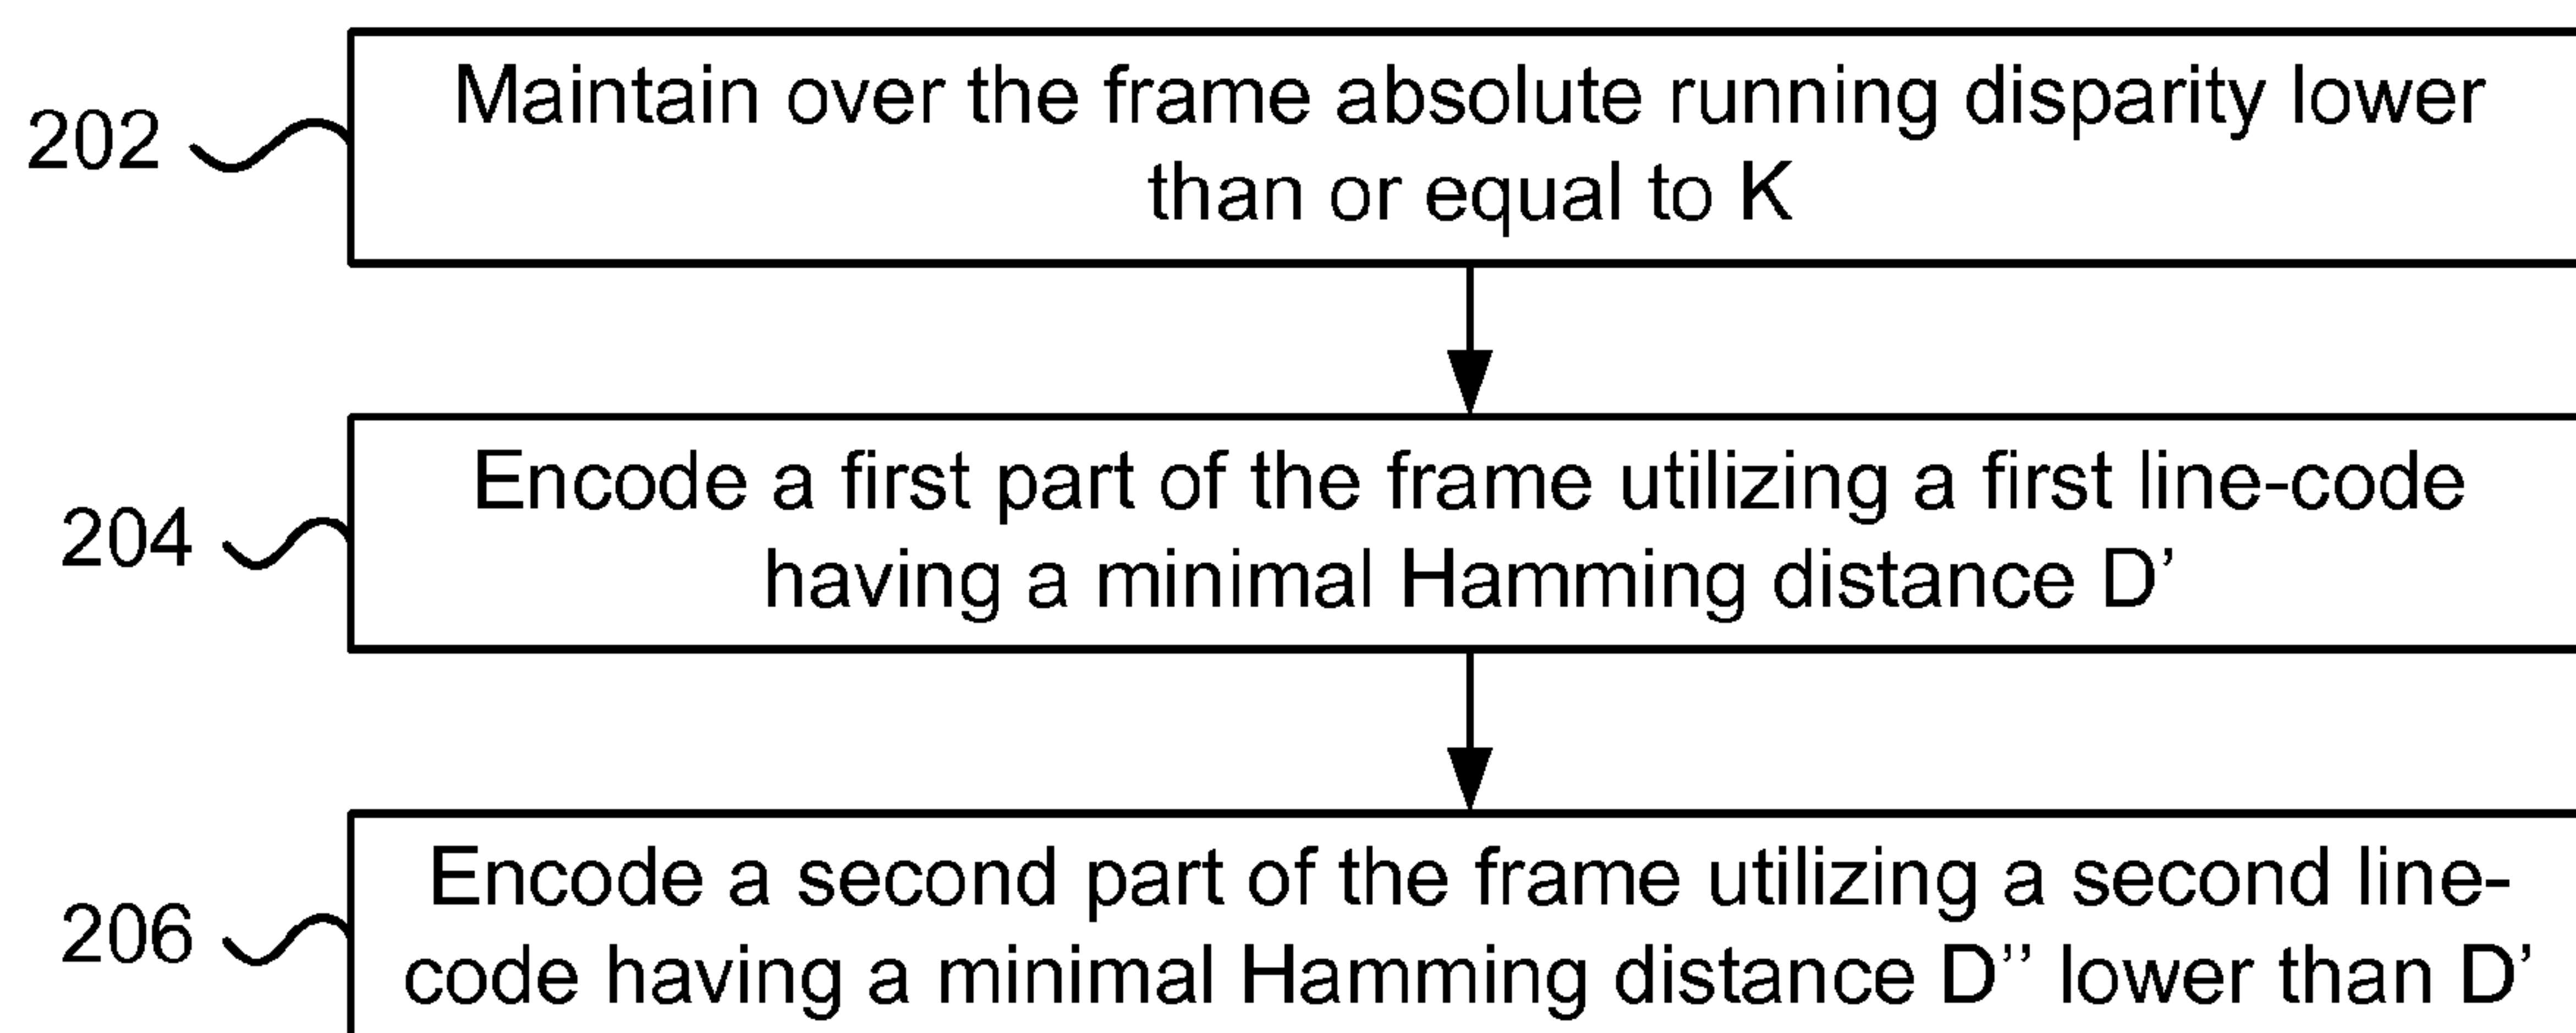 202
Maintain over the frame absolute running disparity lower
than or equal to K
204
Encode a first part of the frame utilizing a first line-code
having a minimal Hamming distance D’
206
Encode a second part of the frame utilizing a second line-
code having a minimal Hamming distance D’’ lower than D’